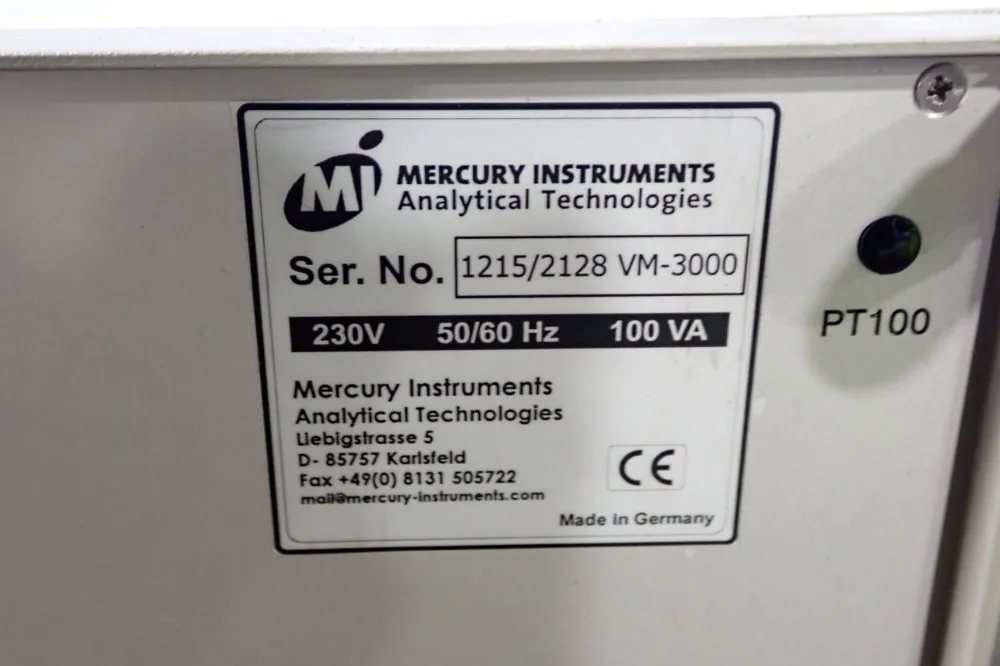 MI
MERCURY INSTRUMENTS
Analytical Technologies
Ser. No. 1215/2128 VM-3000
230V 50/60 Hz 100 VA
Mercury Instruments
Analytical Technologies
Liebigstrasse 5
D- 85757 Karlsfeld
Fax +49(0) 8131 505722
mail@mercury-instruments.com
CE
Made in Germany
PT100